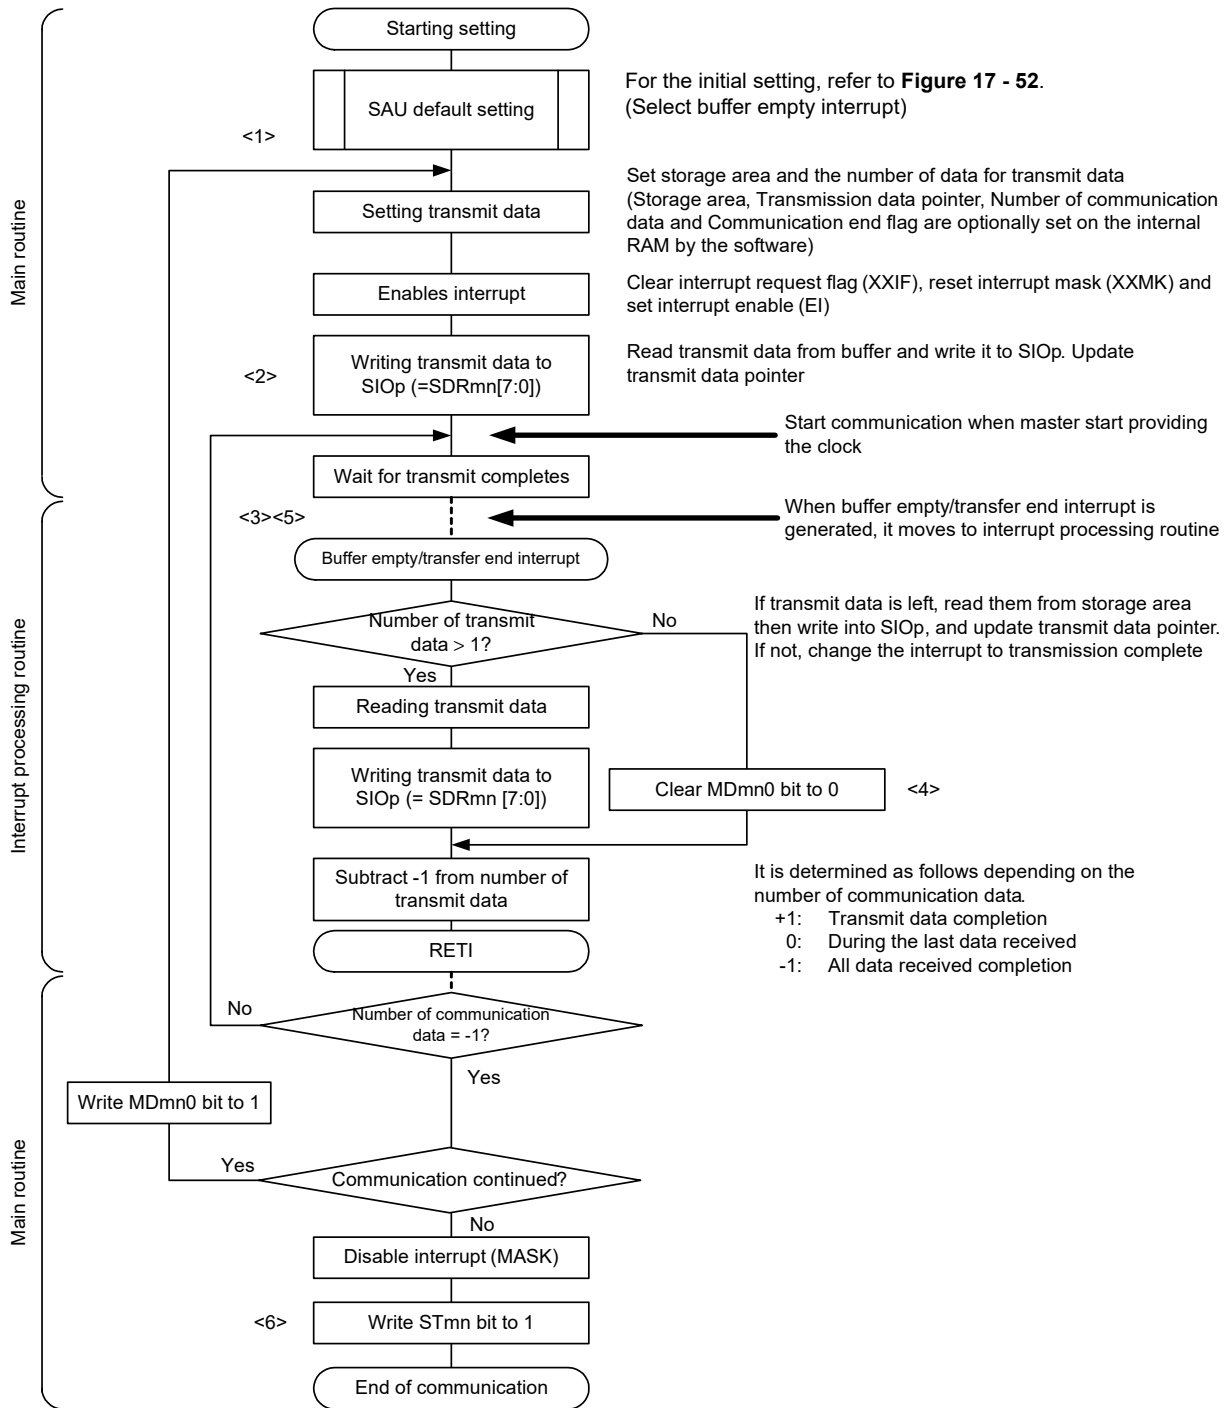 Starting setting
SAU default setting
For the initial setting, refer to Figure 17 - 52.
(Select buffer empty interrupt)
<1>
Main routine
Setting transmit data
Set storage area and the number of data for transmit data
(Storage area, Transmission data pointer, Number of communication
data and Communication end flag are optionally set on the internal
RAM by the software)
Enables interrupt
Clear interrupt request flag (XXIF), reset interrupt mask (XXMK) and
set interrupt enable (EI)
<2>
Writing transmit data to
SIOp (=SDRmn[7:0])
Read transmit data from buffer and write it to SIOp. Update
transmit data pointer
Start communication when master start providing
the clock
Wait for transmit completes
<3><5>
When buffer empty/transfer end interrupt is
generated, it moves to interrupt processing routine
Interrupt processing routine
Buffer empty/transfer end interrupt
Number of transmit
data > 1?
No
Yes
If transmit data is left, read them from storage area
then write into SIOp, and update transmit data pointer.
If not, change the interrupt to transmission complete
Reading transmit data
Writing transmit data to
SIOp (= SDRmn [7:0])
Clear MDmn0 bit to 0
<4>
Subtract -1 from number of
transmit data
It is determined as follows depending on the
number of communication data.
+1: Transmit data completion
0: During the last data received
-1: All data received completion
RETI
Main routine
No
Number of communication
data = -1?
Yes
Write MDmn0 bit to 1
Yes
Communication continued?
No
Disable interrupt (MASK)
<6>
Write STmn bit to 1
End of communication